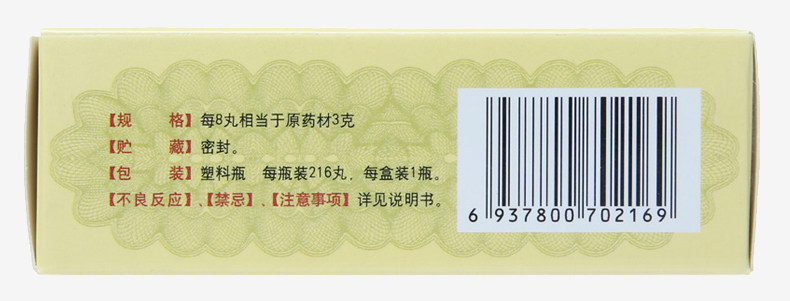 【规　　格】每8丸相当于原药材3克
【贮　　藏】密封。
【包　　装】塑料瓶　每瓶装216丸，每盒装1瓶。
【不良反应】、【禁忌】、【注意事项】详见说明书。
6 937800 702169